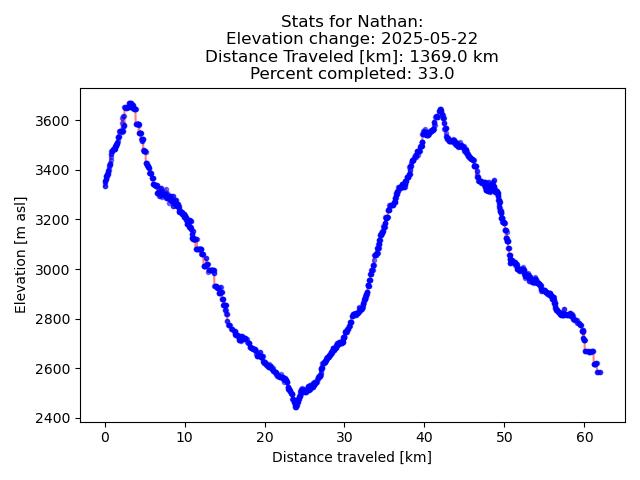 Stats for Nathan:
Elevation change: 2025-05-22
Distance Traveled [km]: 1369.0 km
Percent completed: 33.0
3600
3400
3200
3000
2800
2600
2400
Elevation [m asl]
0 10 20 30 40 50 60
Distance traveled [km]